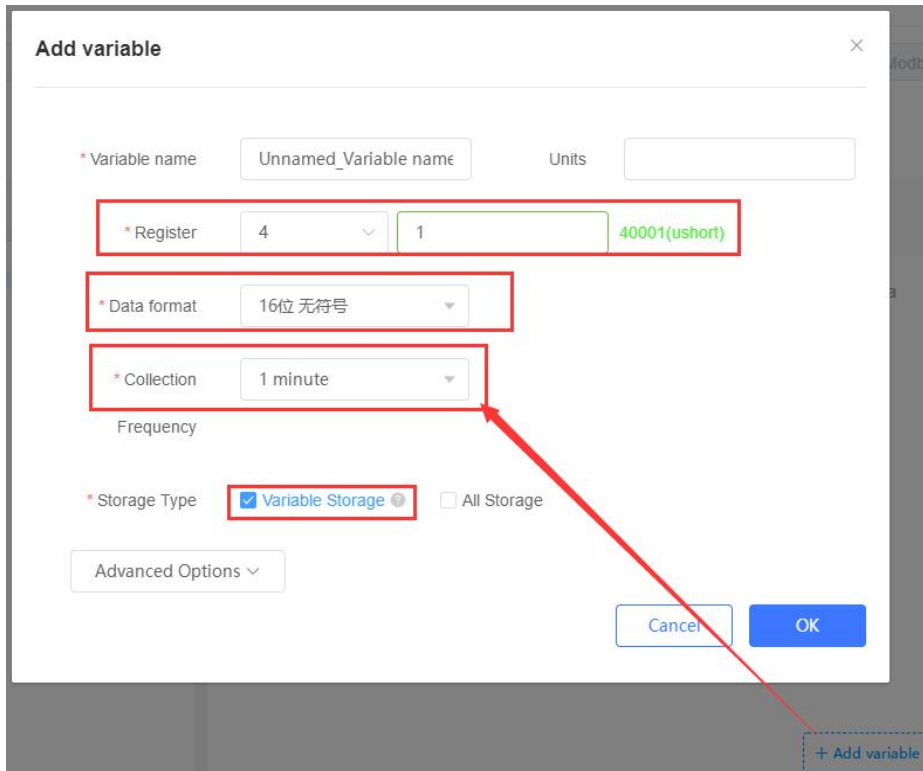 Add variable
* Variable name Unnamed_Variable name Units
* Register 4 1 40001(ushort)
* Data format 16位 无符号
* Collection 1 minute
Frequency
* Storage Type Variable Storage ? All Storage
Advanced Options
Cancel OK
+ Add variable